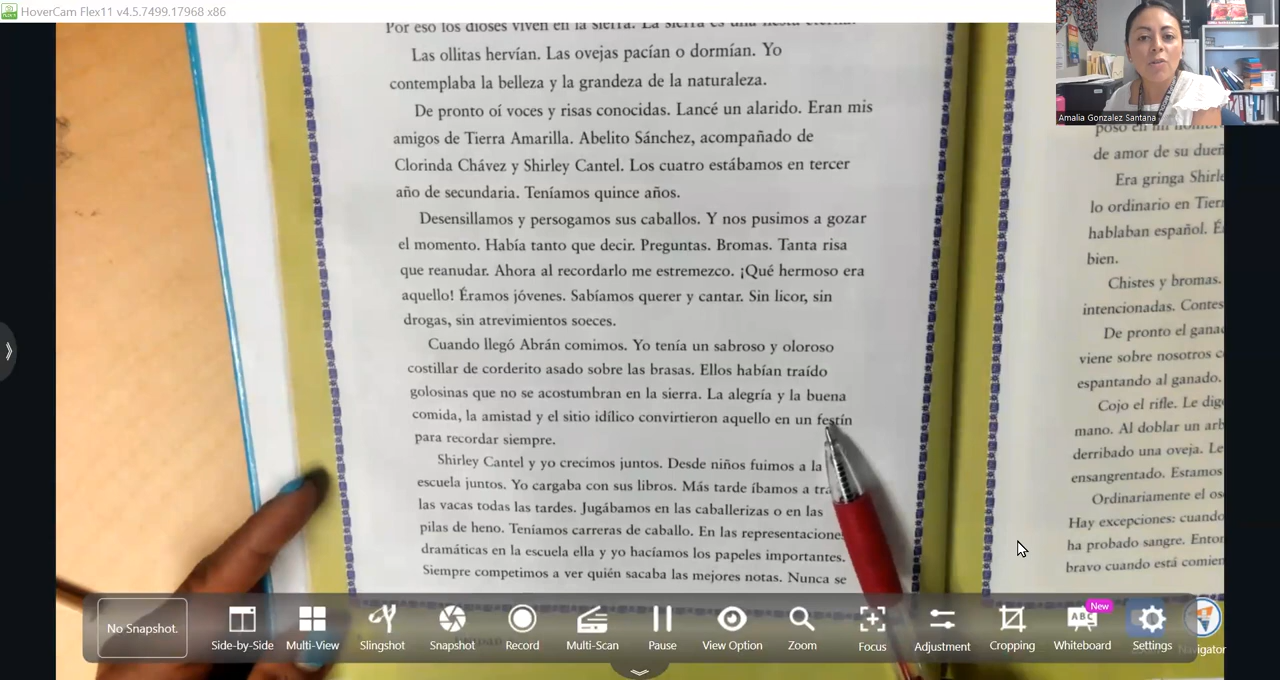 HoverCam Flex11 v4.5.7499.17968 x86
Por eso los dioses viven en la sierra. La sierra es una fiesta eterna.
Las ollitas hervían. Las ovejas pacían o dormían. Yo
contemplaba la belleza y la grandeza de la naturaleza.
De pronto oí voces y risas conocidas. Lancé un alarido. Eran mis
amigos de Tierra Amarilla. Abelito Sánchez, acompañado de
Clorinda Chávez y Shirley Cantel. Los cuatro estábamos en tercer
año de secundaria. Teníamos quince años.
Desensillamos y persogamos sus caballos. Y nos pusimos a gozar
el momento. Había tanto que decir. Preguntas. Bromas. Tanta risa
que reanudar. Ahora al recordarlo me estremezco. ¡Qué hermoso era
aquello! Éramos jóvenes. Sabíamos querer y cantar. Sin licor, sin
drogas, sin atrevimientos soeces.
Cuando llegó Abrán comimos. Yo tenía un sabroso y oloroso
costillar de corderito asado sobre las brasas. Ellos habían traído
golosinas que no se acostumbran en la sierra. La alegría y la buena
comida, la amistad y el sitio idílico convirtieron aquello en un festín
para recordar siempre.
Shirley Cantel y yo crecimos juntos. Desde niños fuimos a la
escuela juntos. Yo cargaba con sus libros. Más tarde íbamos a
las vacas todas las tardes. Jugábamos en las caballerizas o en las
pilas de heno. Teníamos carreras de caballo. En las representaciones
dramáticas en la escuela ella y yo hacíamos los papeles importantes.
Siempre competimos a ver quién sacaba las mejores notas. Nunca se
Amalia Gonzalez Santana
de amor de su
Era gringa
lo ordinario en
hablaban español.
bien.
Chistes y bromas.
intencionadas.
De pronto el
viene sobre nosotros
espantando al ganado.
Cojo el rifle. Le
mano. Al doblar un
derribado una oveja. Le
ensangrentado. Estamos
Ordinariamente el
Hay excepciones: cuando
ha probado sangre.
bravo cuando está
No Snapshot.
Side-by-Side
Multi-View
Slingshot
Snapshot
Record
Multi-Scan
Pause
View Option
Zoom
Focus
Adjustment
Cropping
New
ABC
Whiteboard
Settings
Navigator